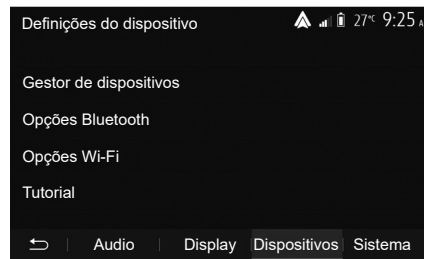 Definições do dispositivo 27°C 9:25 A
Gestor de dispositivos
Opções Bluetooth
Opções Wi-Fi
Tutorial
Audio Display Dispositivos Sistema